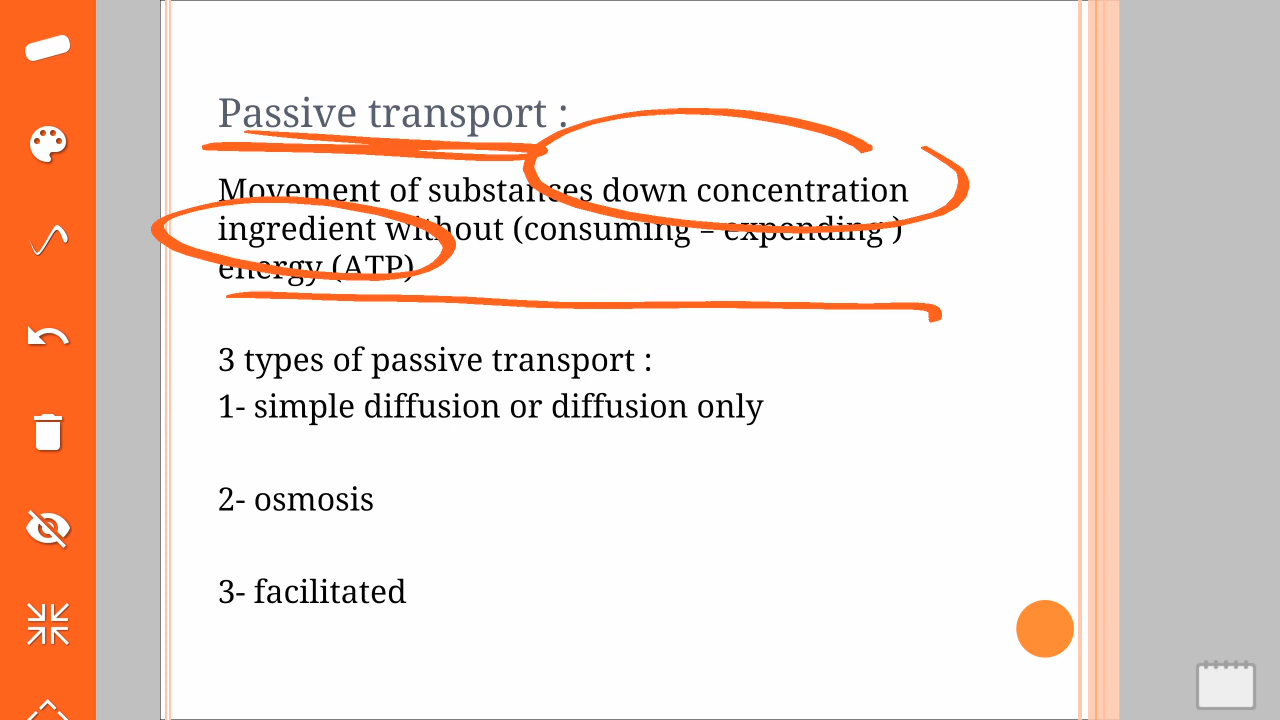 Passive transport :
Movement of substances down concentration
ingredient without (consuming – expending )
energy (ATP)
3 types of passive transport :
1- simple diffusion or diffusion only
2- osmosis
3- facilitated